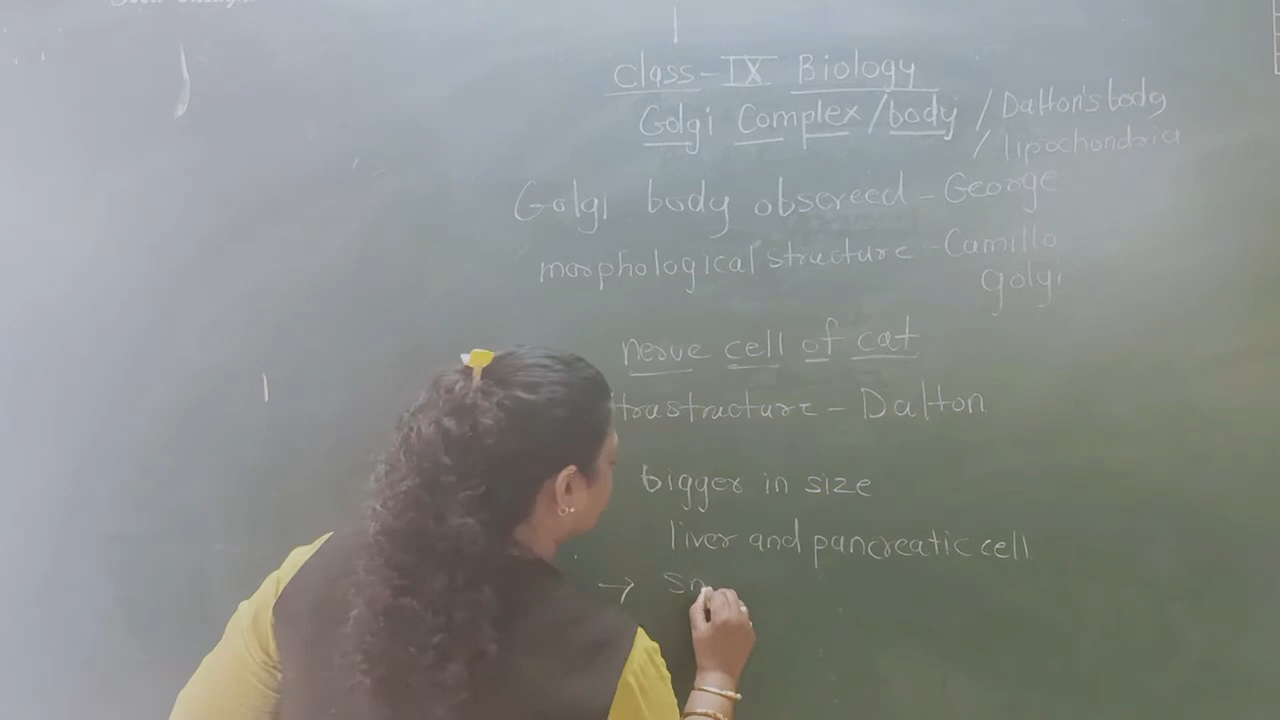 class-IX Biology
Golgi Complex/body / Dalton's body
/ lipochondria
Golgi body obsereed - George
morphological structure - Camillo
golgi
nerve cell of cat
trastructure - Dalton
bigger in size
liver and pancreatic cell
→ sm